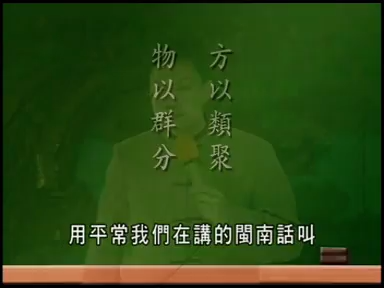 方以類聚
物以群分
用平常我們在講的閩南話叫